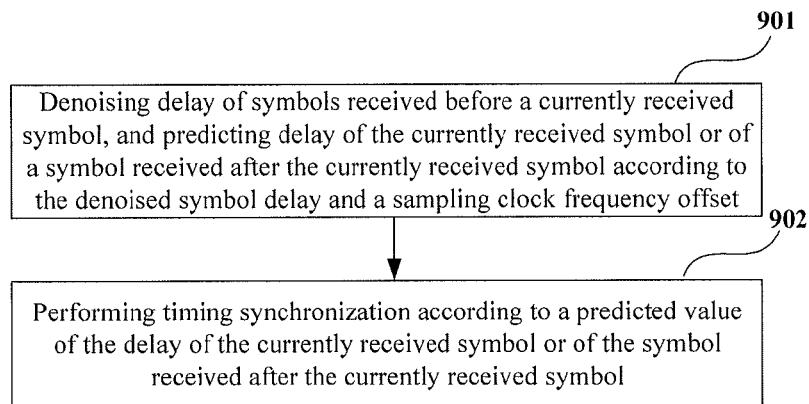 901
Denoising delay of symbols received before a currently received
symbol, and predicting delay of the currently received symbol or of
a symbol received after the currently received symbol according to
the denoised symbol delay and a sampling clock frequency offset
902
Performing timing synchronization according to a predicted value
of the delay of the currently received symbol or of the symbol
received after the currently received symbol